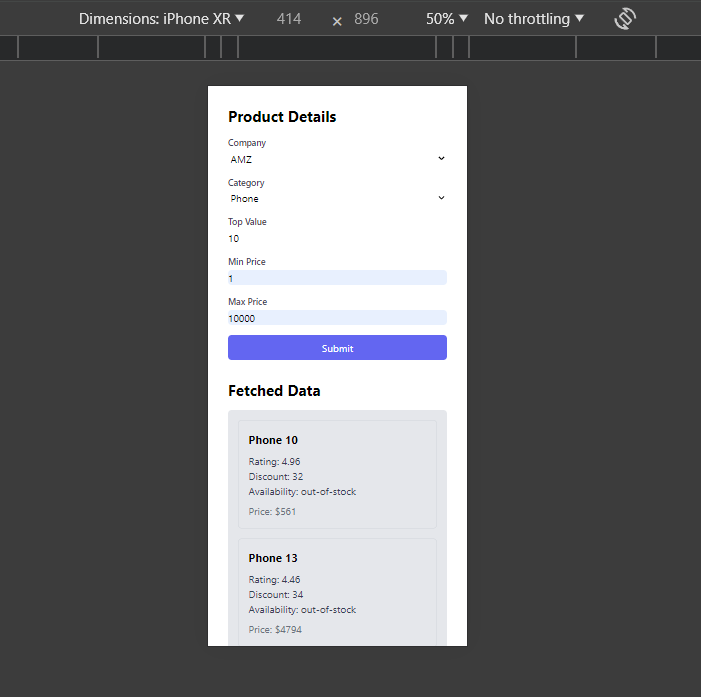 Dimensions: iPhone XR ▼ 414 × 896 50% ▼ No throttling ▼
Product Details
Company
AMZ
Category
Phone
Top Value
10
Min Price
1
Max Price
10000
Submit
Fetched Data
Phone 10
Rating: 4.96
Discount: 32
Availability: out-of-stock
Price: $561
Phone 13
Rating: 4.46
Discount: 34
Availability: out-of-stock
Price: $4794